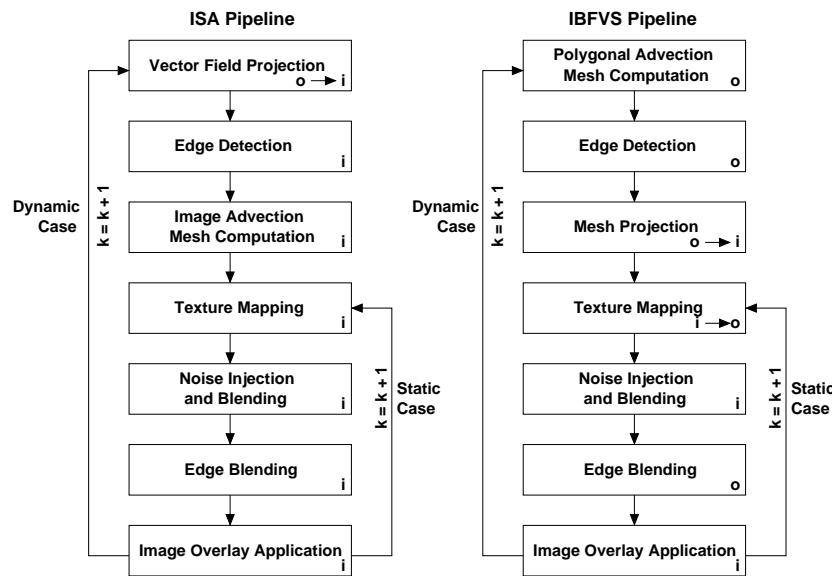 ISA Pipeline
Vector Field Projection
o i
Edge Detection
i
Image Advection
Mesh Computation
i
Texture Mapping
i
Noise Injection
and Blending
i
Edge Blending
i
Image Overlay Application
i
Dynamic
Case
k = k + 1
k = k + 1
Static
Case
IBFVS Pipeline
Polygonal Advection
Mesh Computation
o
Edge Detection
o
Mesh Projection
o i
Texture Mapping
i o
Noise Injection
and Blending
i
Edge Blending
o
Image Overlay Application
i
Dynamic
Case
k = k + 1
k = k + 1
Static
Case